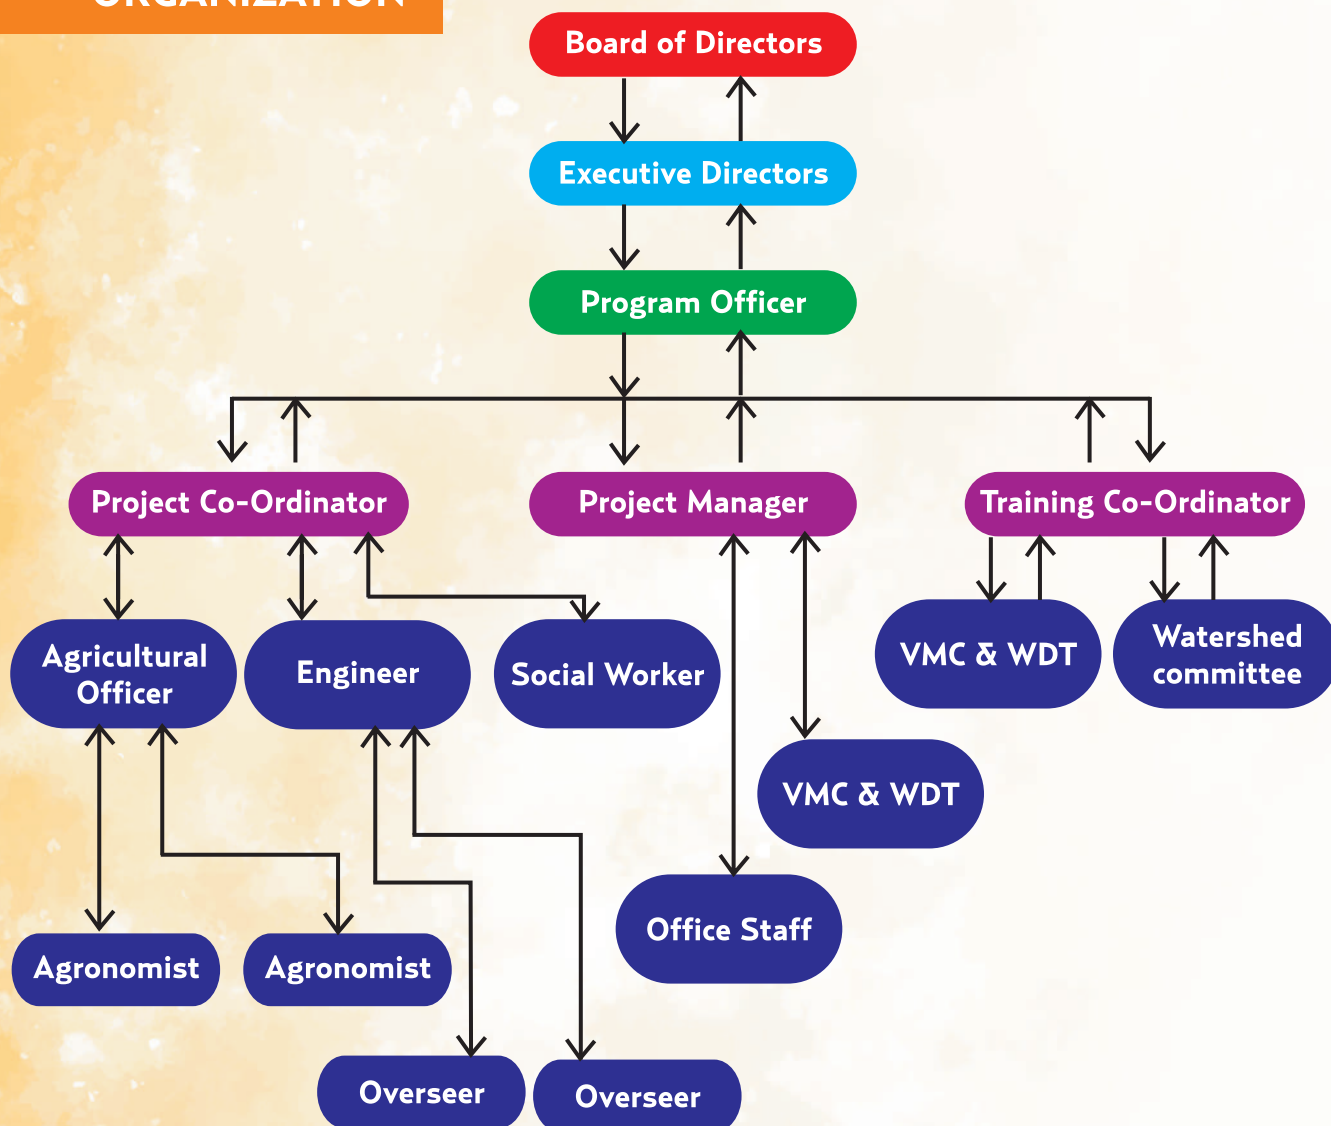 ORGANIZATION
Board of Directors
Executive Directors
Program Officer
Project Co-Ordinator
Project Manager
Training Co-Ordinator
Agricultural
Officer
Engineer
Social Worker
VMC & WDT
Watershed
committee
VMC & WDT
Office Staff
Agronomist
Agronomist
Overseer
Overseer